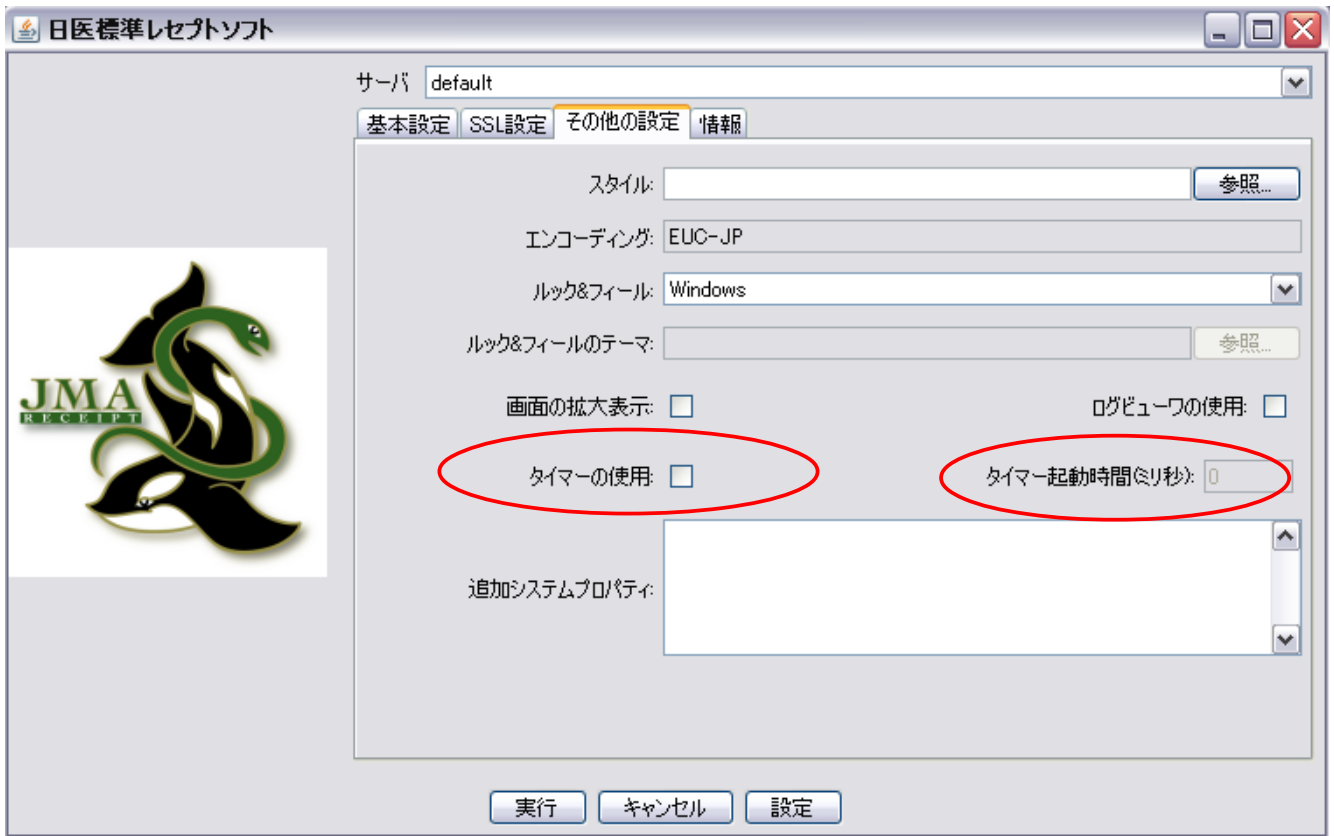 日医標準レセプトソフト
サーバ default
基本設定 SSL設定 その他の設定 情報
スタイル: 参照...
エンコーディング: EUC-JP
ルック&フィール: Windows
ルック&フィールのテーマ: 参照...
画面の拡大表示: ログビューワの使用:
タイマーの使用: タイマー起動時間(ミリ秒): 0
追加システムプロパティ:
JMA
RECEIPT
実行 キャンセル 設定